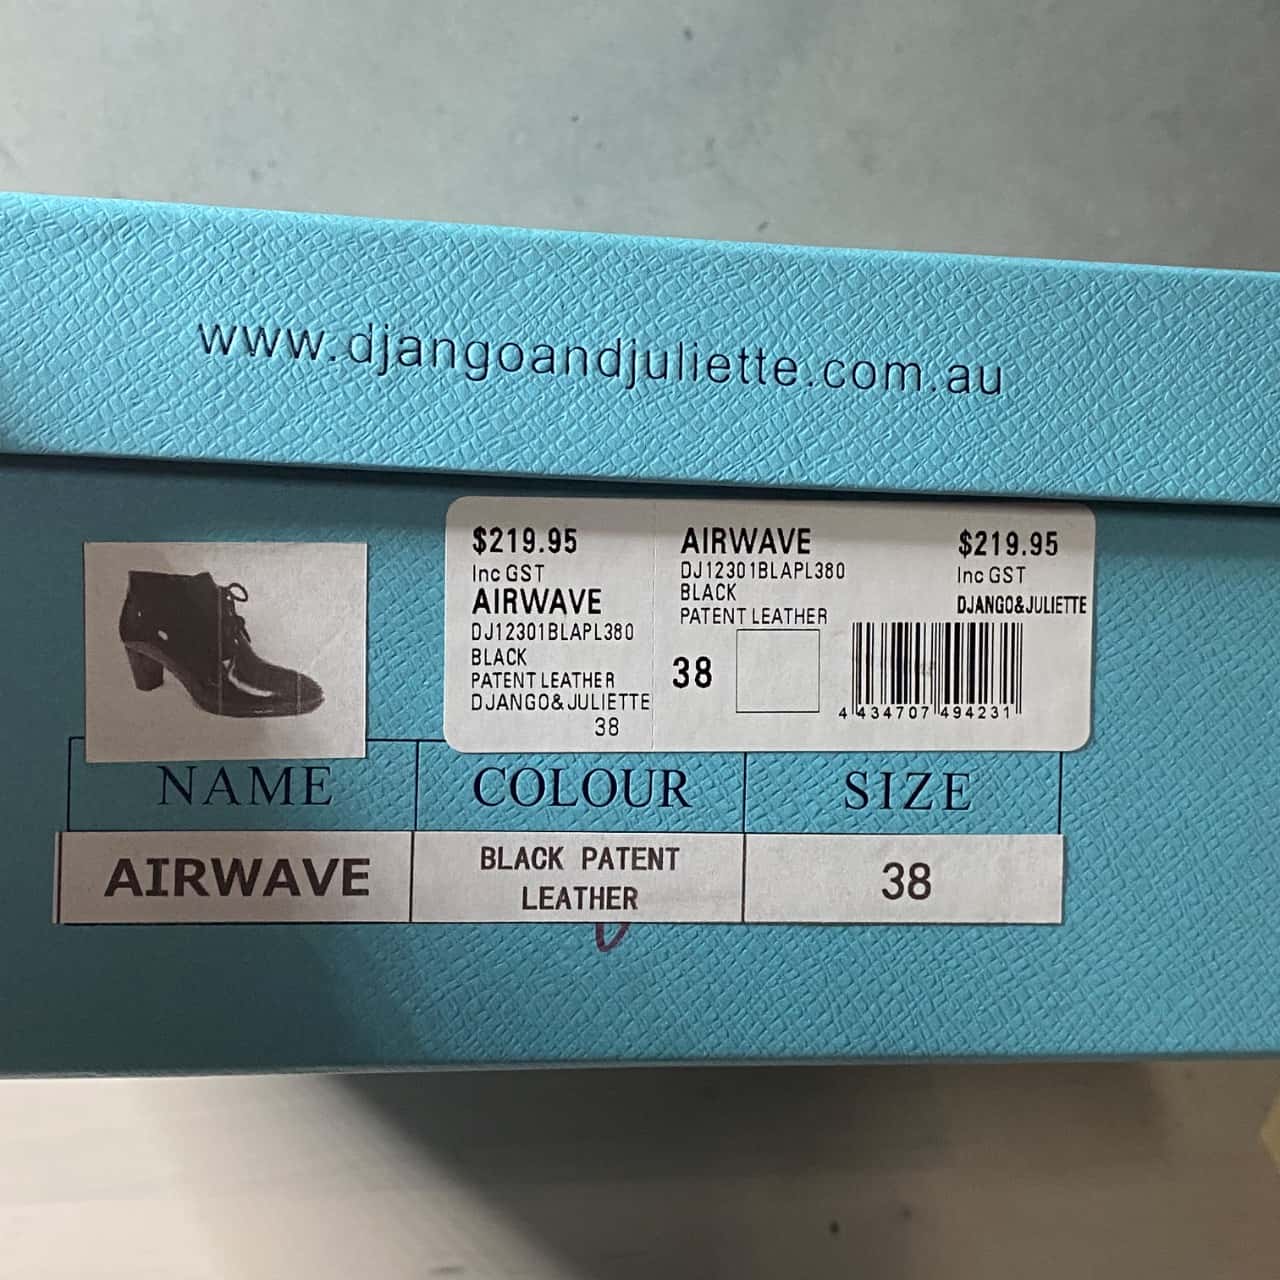 www.djangoandjuliette.com.au
$219.95
Inc GST
AIRWAVE
DJ12301BLAPL380
BLACK
PATENT LEATHER
DJANGO&JULIETTE
38
AIRWAVE
DJ12301BLAPL380
BLACK
PATENT LEATHER
38
$219.95
Inc GST
DJANGO&JULIETTE
4 434707 494231
NAME COLOUR SIZE
AIRWAVE BLACK PATENT LEATHER 38